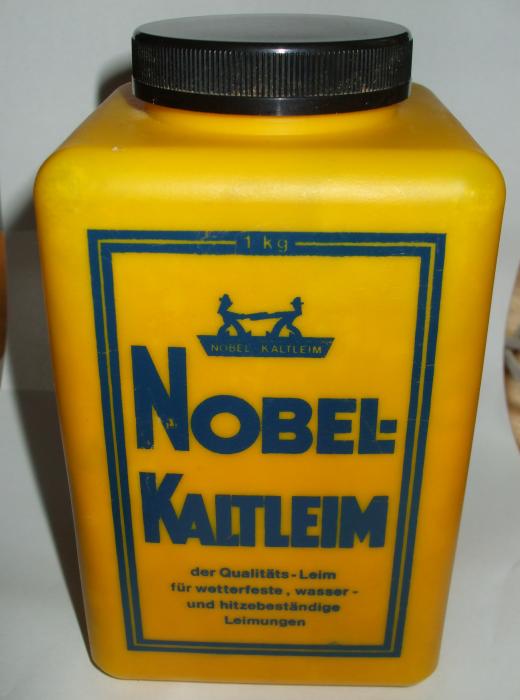 1 kg
NOBEL-KALTLEIM
NOBEL-
KALTLEIM
der Qualitäts-Leim
für wetterfeste, wasser-
und hitzebeständige
Leimungen